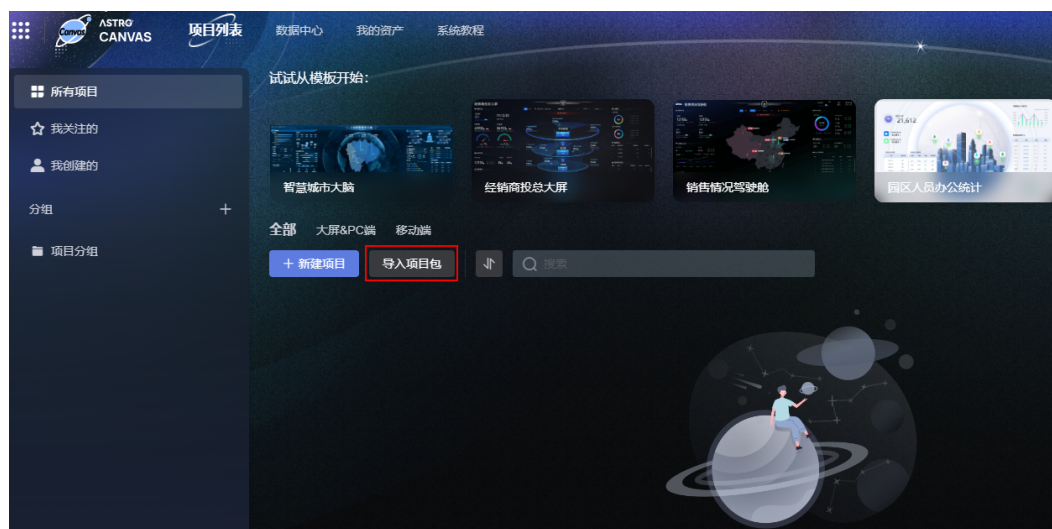 Canvas
ASTRO
CANVAS
项目列表
数据中心
我的资产
系统教程
所有项目
我关注的
我创建的
分组
项目分组
试试从模板开始:
智慧城市大脑
经销商投总大屏
销售情况驾驶舱
21,612
园区人员办公统计
全部
大屏&PC端
移动端
新建项目
导入项目包
搜索